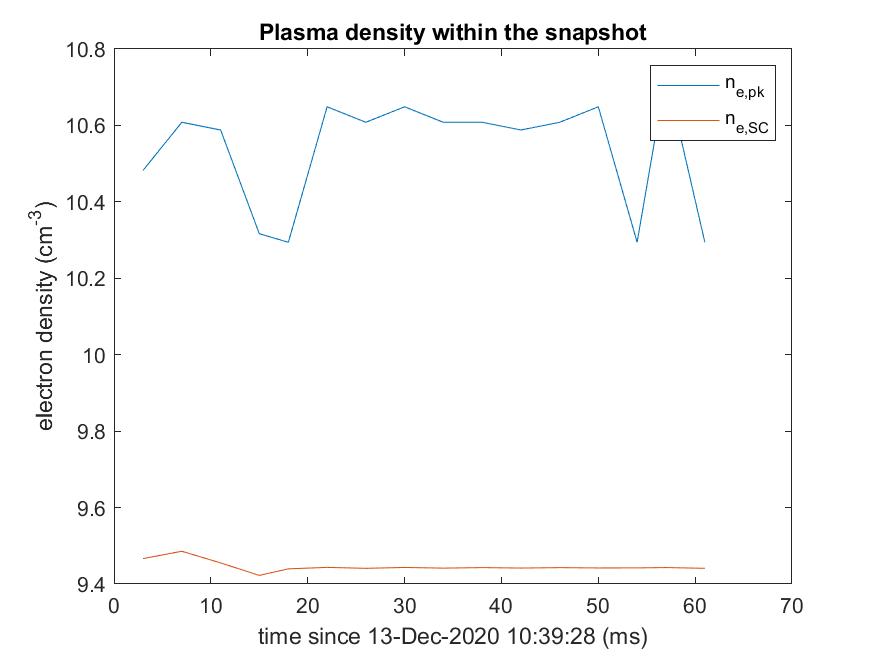 Plasma density within the snapshot
10.8
10.6
10.4
10.2
10
9.8
9.6
9.4
electron density (cm-3)
n e,pk
n e,SC
0 10 20 30 40 50 60 70
time since 13-Dec-2020 10:39:28 (ms)